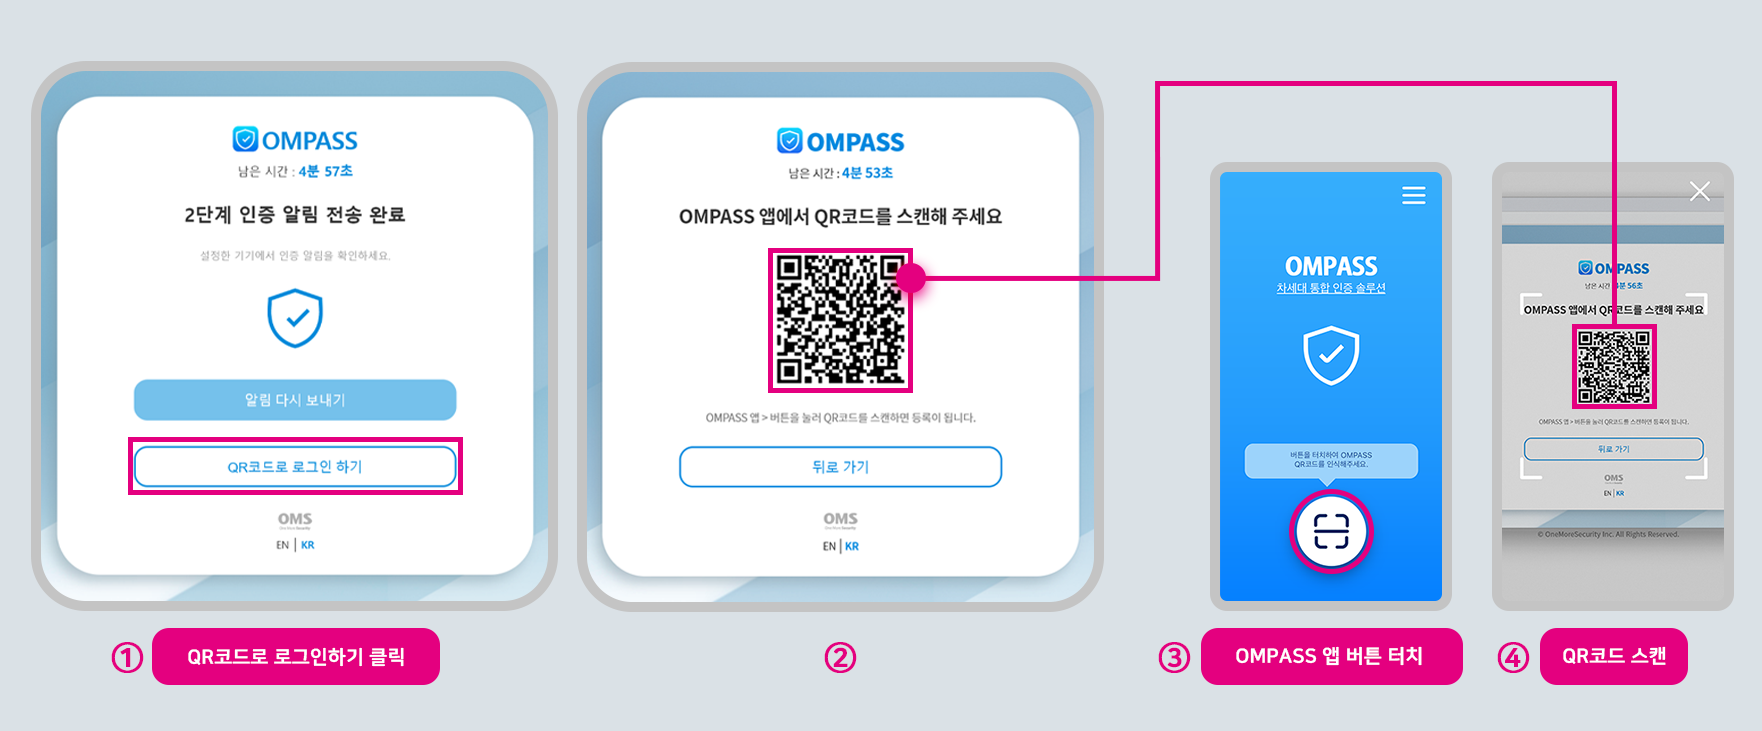 OMPASS
남은 시간 : 4분 57초
2단계 인증 알림 전송 완료
설정한 기기에서 인증 알림을 확인하세요.
알림 다시 보내기
QR코드로 로그인 하기
OMS
EN | KR
① QR코드로 로그인하기 클릭
OMPASS
남은 시간 : 4분 53초
OMPASS 앱에서 QR코드를 스캔해 주세요
OMPASS 앱 > 버튼을 눌러 QR코드를 스캔하면 등록이 됩니다.
뒤로 가기
OMS
EN | KR
②
OMPASS
차세대 통합 인증 솔루션
버튼을 터치하여 OMPASS
QR코드를 인식해주세요.
③ OMPASS 앱 버튼 터치
OMPASS
남은 시간 분 56초
OMPASS 앱에서 QR코드를 스캔해 주세요
OMPASS 앱 > 버튼을 눌러 QR코드를 스캔하면 등록이 됩니다.
뒤로 가기
OMS
EN | KR
© OneMoreSecurity Inc. All Rights Reserved.
④ QR코드 스캔